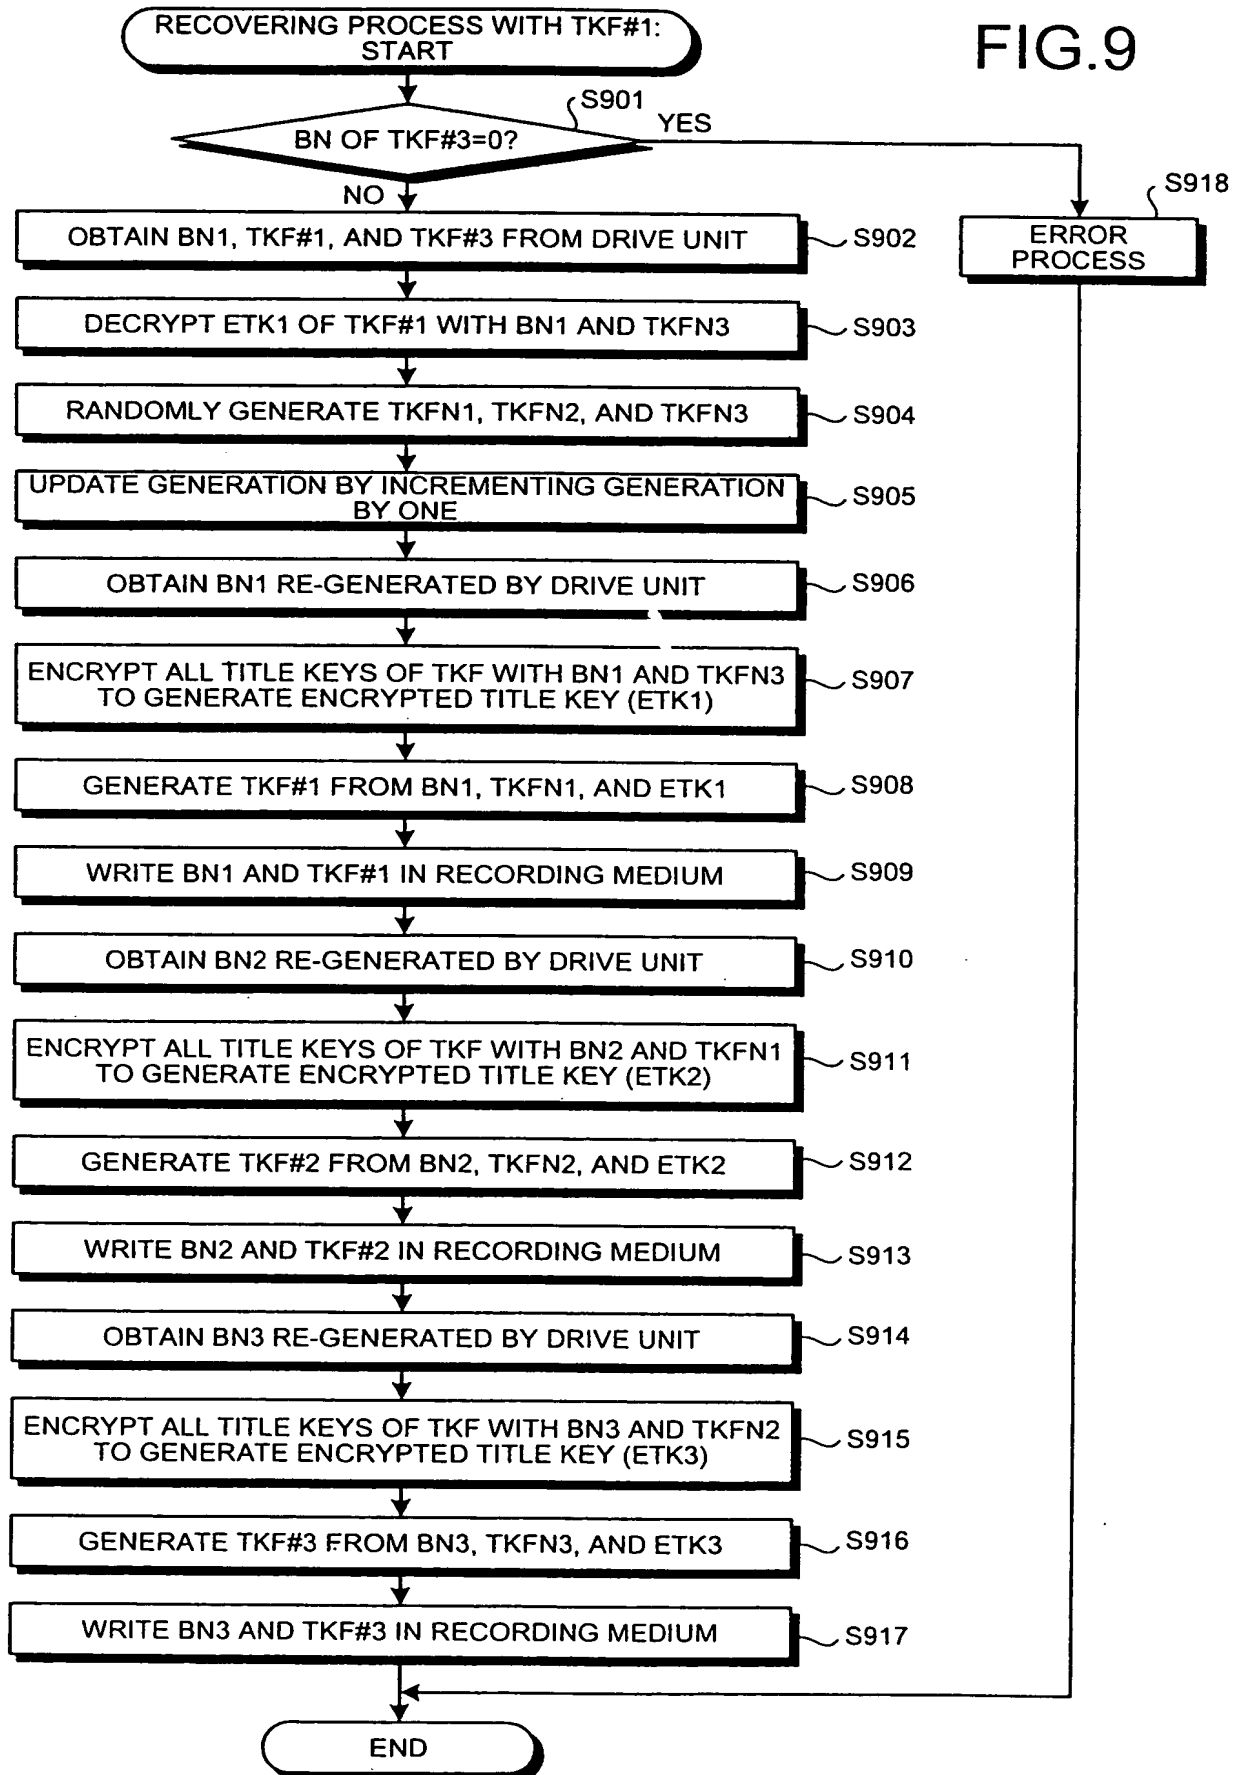 RECOVERING PROCESS WITH TKF#1:
START
FIG.9
S901
BN OF TKF#3=0?
YES
NO
S918
ERROR
PROCESS
OBTAIN BN1, TKF#1, AND TKF#3 FROM DRIVE UNIT
S902
DECRYPT ETK1 OF TKF#1 WITH BN1 AND TKFN3
S903
RANDOMLY GENERATE TKFN1, TKFN2, AND TKFN3
S904
UPDATE GENERATION BY INCREMENTING GENERATION
BY ONE
S905
OBTAIN BN1 RE-GENERATED BY DRIVE UNIT
S906
ENCRYPT ALL TITLE KEYS OF TKF WITH BN1 AND TKFN3
TO GENERATE ENCRYPTED TITLE KEY (ETK1)
S907
GENERATE TKF#1 FROM BN1, TKFN1, AND ETK1
S908
WRITE BN1 AND TKF#1 IN RECORDING MEDIUM
S909
OBTAIN BN2 RE-GENERATED BY DRIVE UNIT
S910
ENCRYPT ALL TITLE KEYS OF TKF WITH BN2 AND TKFN1
TO GENERATE ENCRYPTED TITLE KEY (ETK2)
S911
GENERATE TKF#2 FROM BN2, TKFN2, AND ETK2
S912
WRITE BN2 AND TKF#2 IN RECORDING MEDIUM
S913
OBTAIN BN3 RE-GENERATED BY DRIVE UNIT
S914
ENCRYPT ALL TITLE KEYS OF TKF WITH BN3 AND TKFN2
TO GENERATE ENCRYPTED TITLE KEY (ETK3)
S915
GENERATE TKF#3 FROM BN3, TKFN3, AND ETK3
S916
WRITE BN3 AND TKF#3 IN RECORDING MEDIUM
S917
END